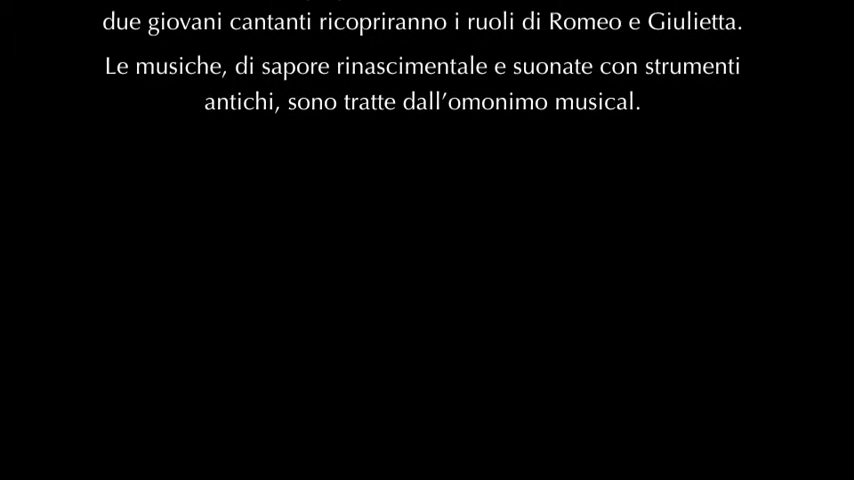 due giovani cantanti ricopriranno i ruoli di Romeo e Giulietta.
Le musiche, di sapore rinascimentale e suonate con strumenti
antichi, sono tratte dall’omonimo musical.